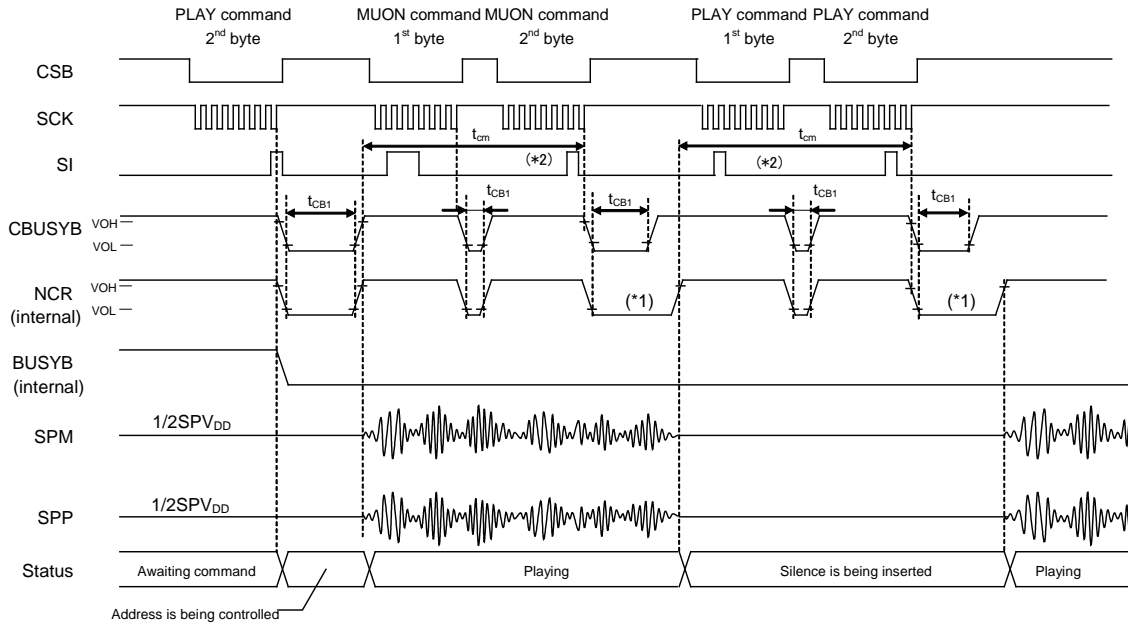 PLAY command
2nd byte
MUON command
1st byte
MUON command
2nd byte
PLAY command
1st byte
PLAY command
2nd byte
CSB
SCK
tcm
tcm
SI
(*2)
(*2)
tCB1
tCB1
tCB1
tCB1
tCB1
CBUSYB
VOH
VOL
NCR
(internal)
VOH
VOL
(*1)
(*1)
BUSYB
(internal)
SPM
1/2SPVDD
SPP
1/2SPVDD
Status
Awaiting command
Playing
Silence is being inserted
Playing
Address is being controlled